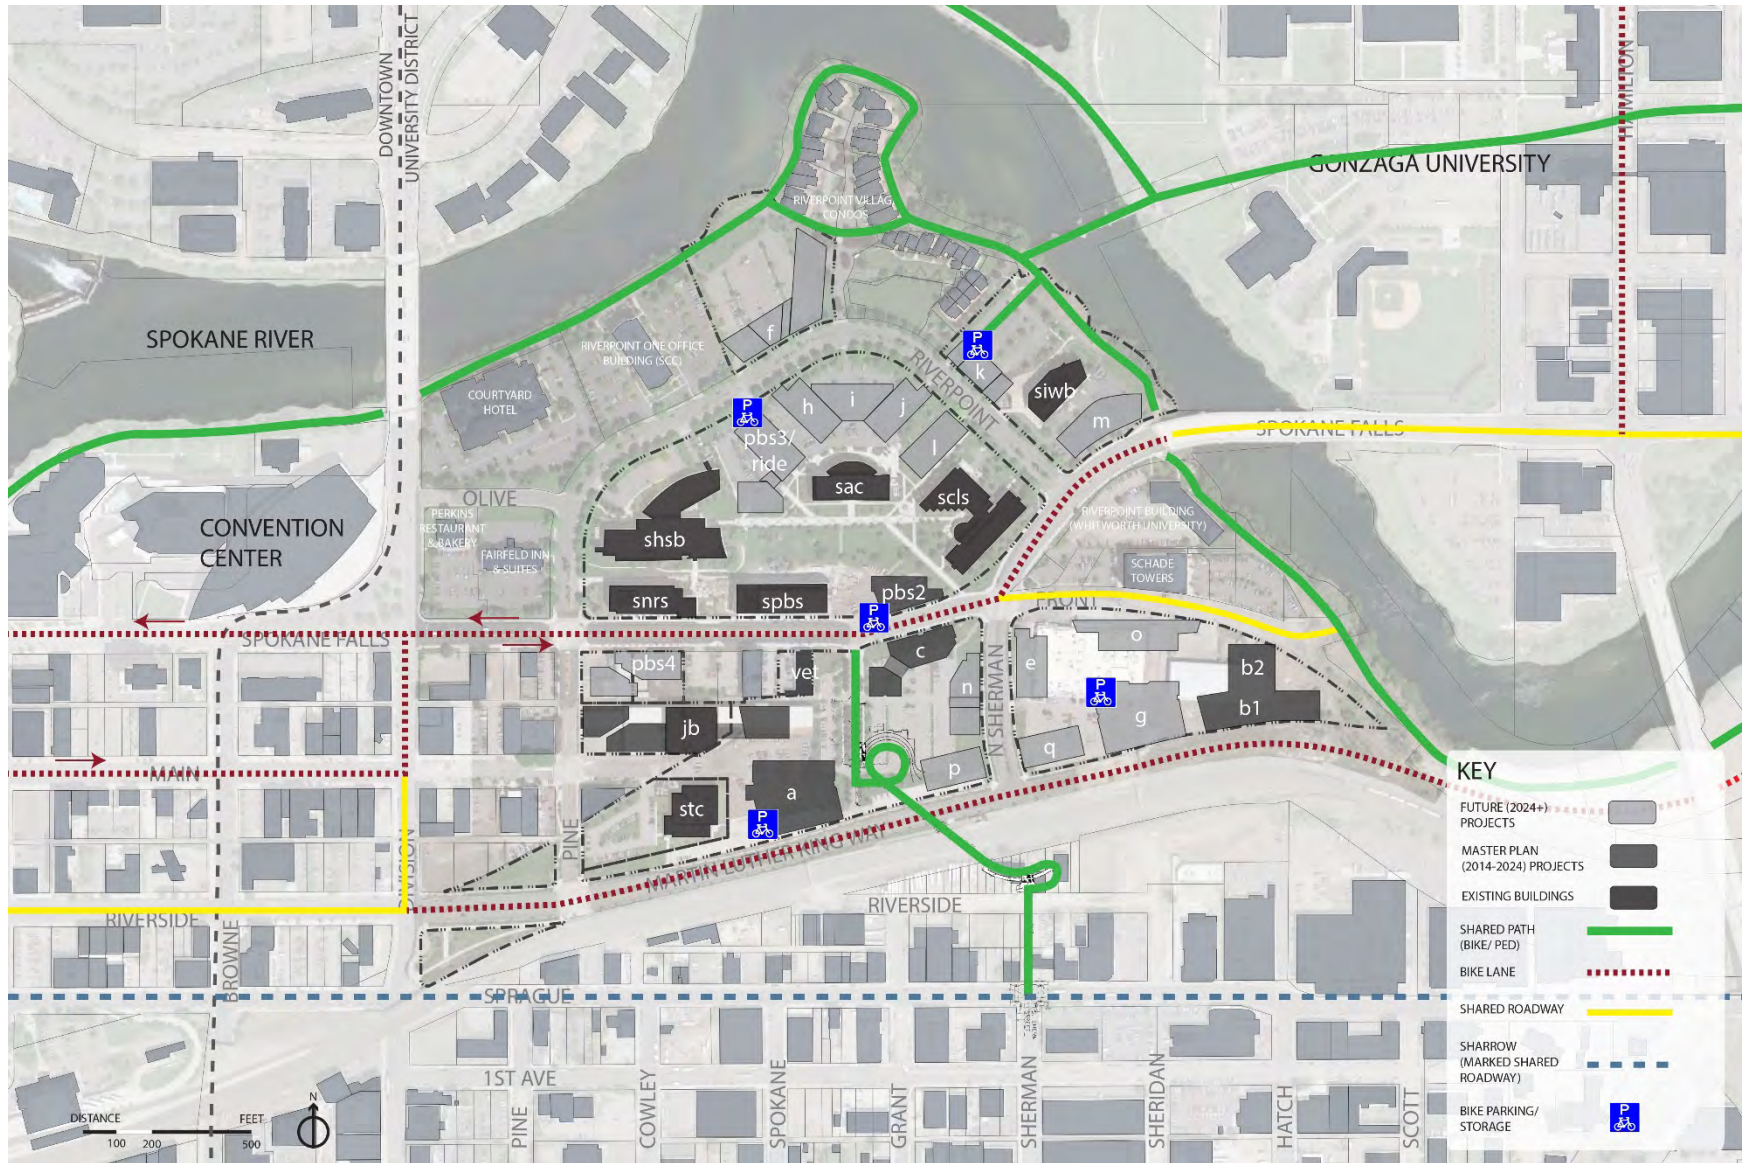 DOWNTOWN
UNIVERSITY DISTRICT
HAMILTON
GONZAGA UNIVERSITY
RIVERPOINT VILLAG
CONDOS
SPOKANE RIVER
f
RIVERPOINT ONE OFFICE
BUILDING (SCC)
RIVERPOINT
P
k
siwb
COURTYARD
HOTEL
P
h
i
j
m
SPOKANE FALLS
pbs3/
ride
l
OLIVE
sac
scls
PERKINS
RESTAURANT
& BAKERY
CONVENTION
CENTER
RIVERPOINT BUILDING
(WHITWORTH UNIVERSITY)
shsb
FAIRFELD INN
& SUITES
SCHADE
TOWERS
snrs
spbs
pbs2
FRONT
P
SPOKANE FALLS
o
c
e
pbs4
vet
b2
N SHERMAN
n
P
b1
g
jb
q
MAIN
p
a
stc
P
PINE
DIVISION
MARTIN LUTHER KING WAY
RIVERSIDE
RIVERSIDE
BROWNE
SPRAGUE
1ST AVE
PINE
COWLEY
SPOKANE
GRANT
SHERMAN
SHERIDAN
HATCH
SCOTT
DISTANCE
FEET
100
200
500
N
KEY
FUTURE (2024+)
PROJECTS
MASTER PLAN
(2014-2024) PROJECTS
EXISTING BUILDINGS
SHARED PATH
(BIKE/ PED)
BIKE LANE
SHARED ROADWAY
SHARROW
(MARKED SHARED
ROADWAY)
BIKE PARKING/
STORAGE
P